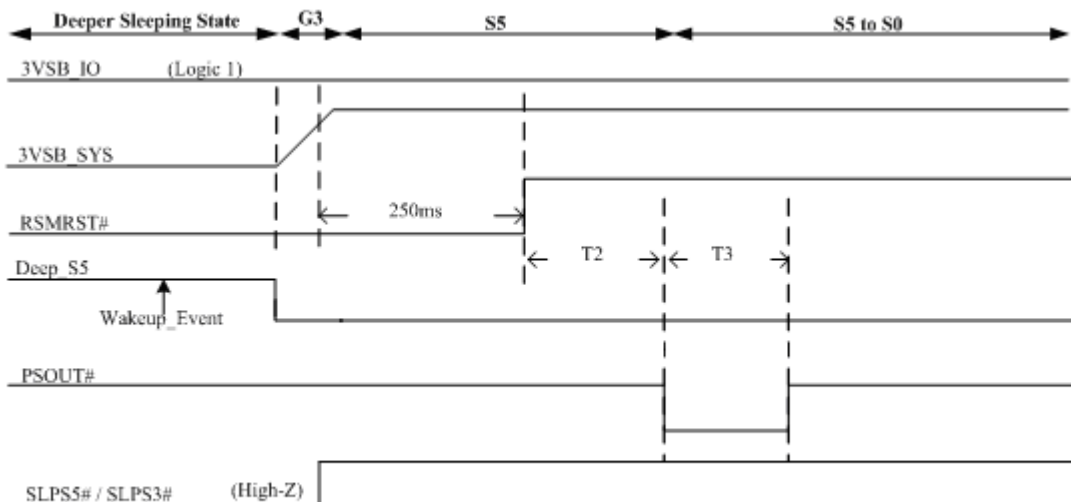 Deeper Sleeping State G3 S5 S5 to S0
3VSB_IO (Logic 1)
3VSB_SYS
250ms
RSMRST#
T2 T3
Deep_S5
Wakeup_Event
PSOUT#
SLPS5# / SLPS3# (High-Z)